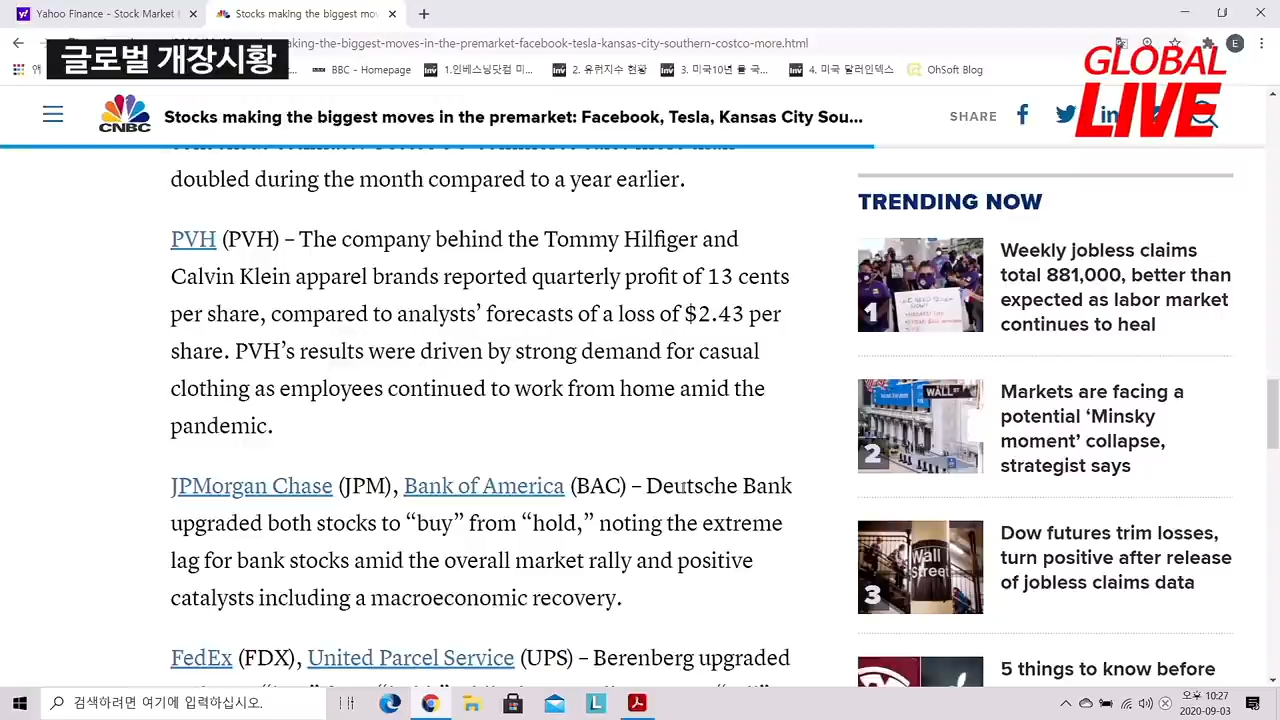 Yahoo Finance - Stock Market L
Stocks making the biggest mov
making-the-biggest-moves-in-the-premarket-facebook-tesla-kansas-city-southern-costco-more.html
글로벌 개장시황
BBC - Homepage
1.인베스팅닷컴 미...
2. 유럽지수 현황
3. 미국10년 물 국...
4. 미국 달러인덱스
OhSoft Blog
GLOBAL
LIVE
CNBC
Stocks making the biggest moves in the premarket: Facebook, Tesla, Kansas City Sou...
SHARE
doubled during the month compared to a year earlier.
PVH (PVH) – The company behind the Tommy Hilfiger and
Calvin Klein apparel brands reported quarterly profit of 13 cents
per share, compared to analysts’ forecasts of a loss of $2.43 per
share. PVH’s results were driven by strong demand for casual
clothing as employees continued to work from home amid the
pandemic.
JPMorgan Chase (JPM), Bank of America (BAC) – Deutsche Bank
upgraded both stocks to “buy” from “hold,” noting the extreme
lag for bank stocks amid the overall market rally and positive
catalysts including a macroeconomic recovery.
FedEx (FDX), United Parcel Service (UPS) – Berenberg upgraded
TRENDING NOW
1
Weekly jobless claims
total 881,000, better than
expected as labor market
continues to heal
WALL ST
2
Markets are facing a
potential ‘Minsky
moment’ collapse,
strategist says
Wall
Street
3
Dow futures trim losses,
turn positive after release
of jobless claims data
5 things to know before
검색하려면 여기에 입력하십시오.
오후 10:27
2020-09-03